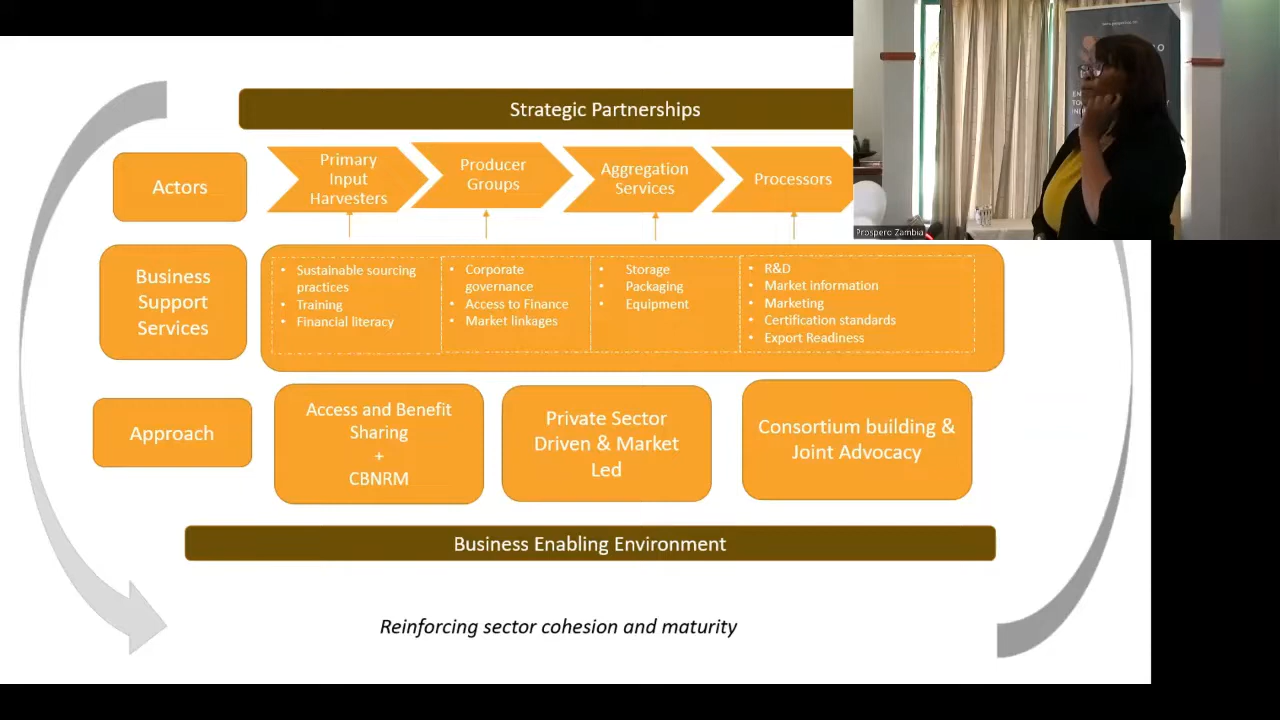 Strategic Partnerships
Actors
Primary
Input
Harvesters
Producer
Groups
Aggregation
Services
Processors
Business
Support
Services
• Sustainable sourcing
practices
• Training
• Financial literacy
• Corporate
governance
• Access to Finance
• Market linkages
• Storage
• Packaging
• Equipment
• R&D
• Market information
• Marketing
• Certification standards
• Export Readiness
Approach
Access and Benefit
Sharing
+
CBNRM
Private Sector
Driven & Market
Led
Consortium building &
Joint Advocacy
Business Enabling Environment
Reinforcing sector cohesion and maturity
Prospero Zambia